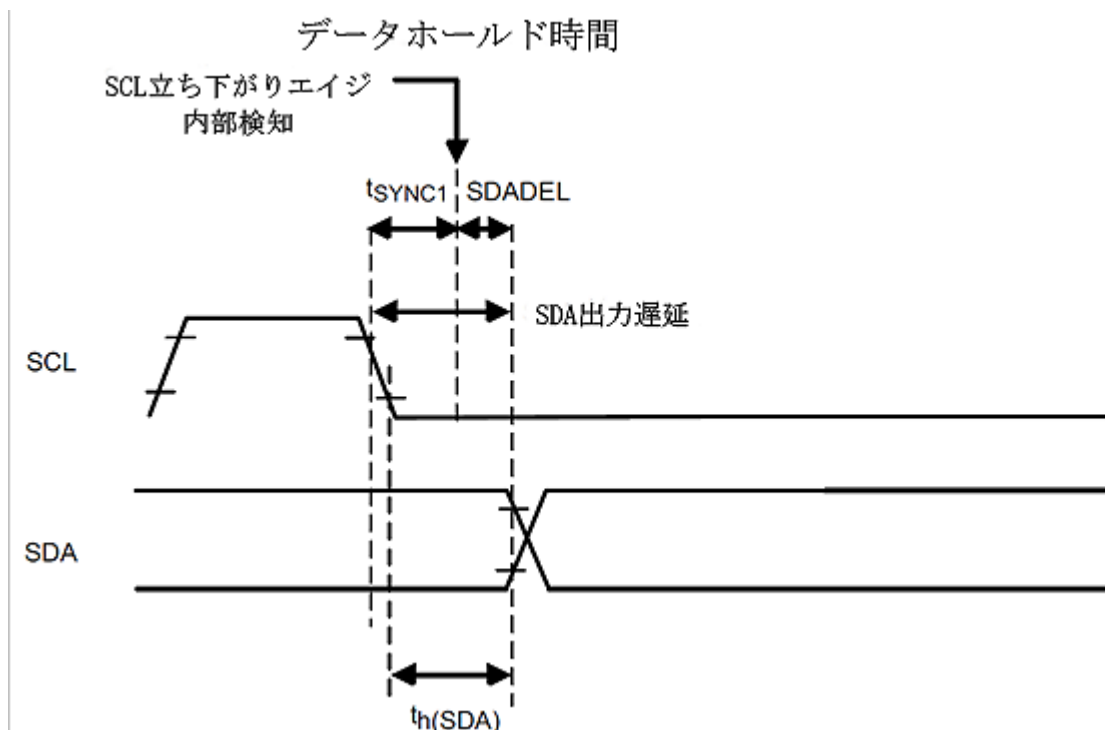 データホールド時間
SCL立ち下がりエイジ
内部検知
tSYNC1 SDADEL
SDA出力遅延
SCL
SDA
th(SDA)